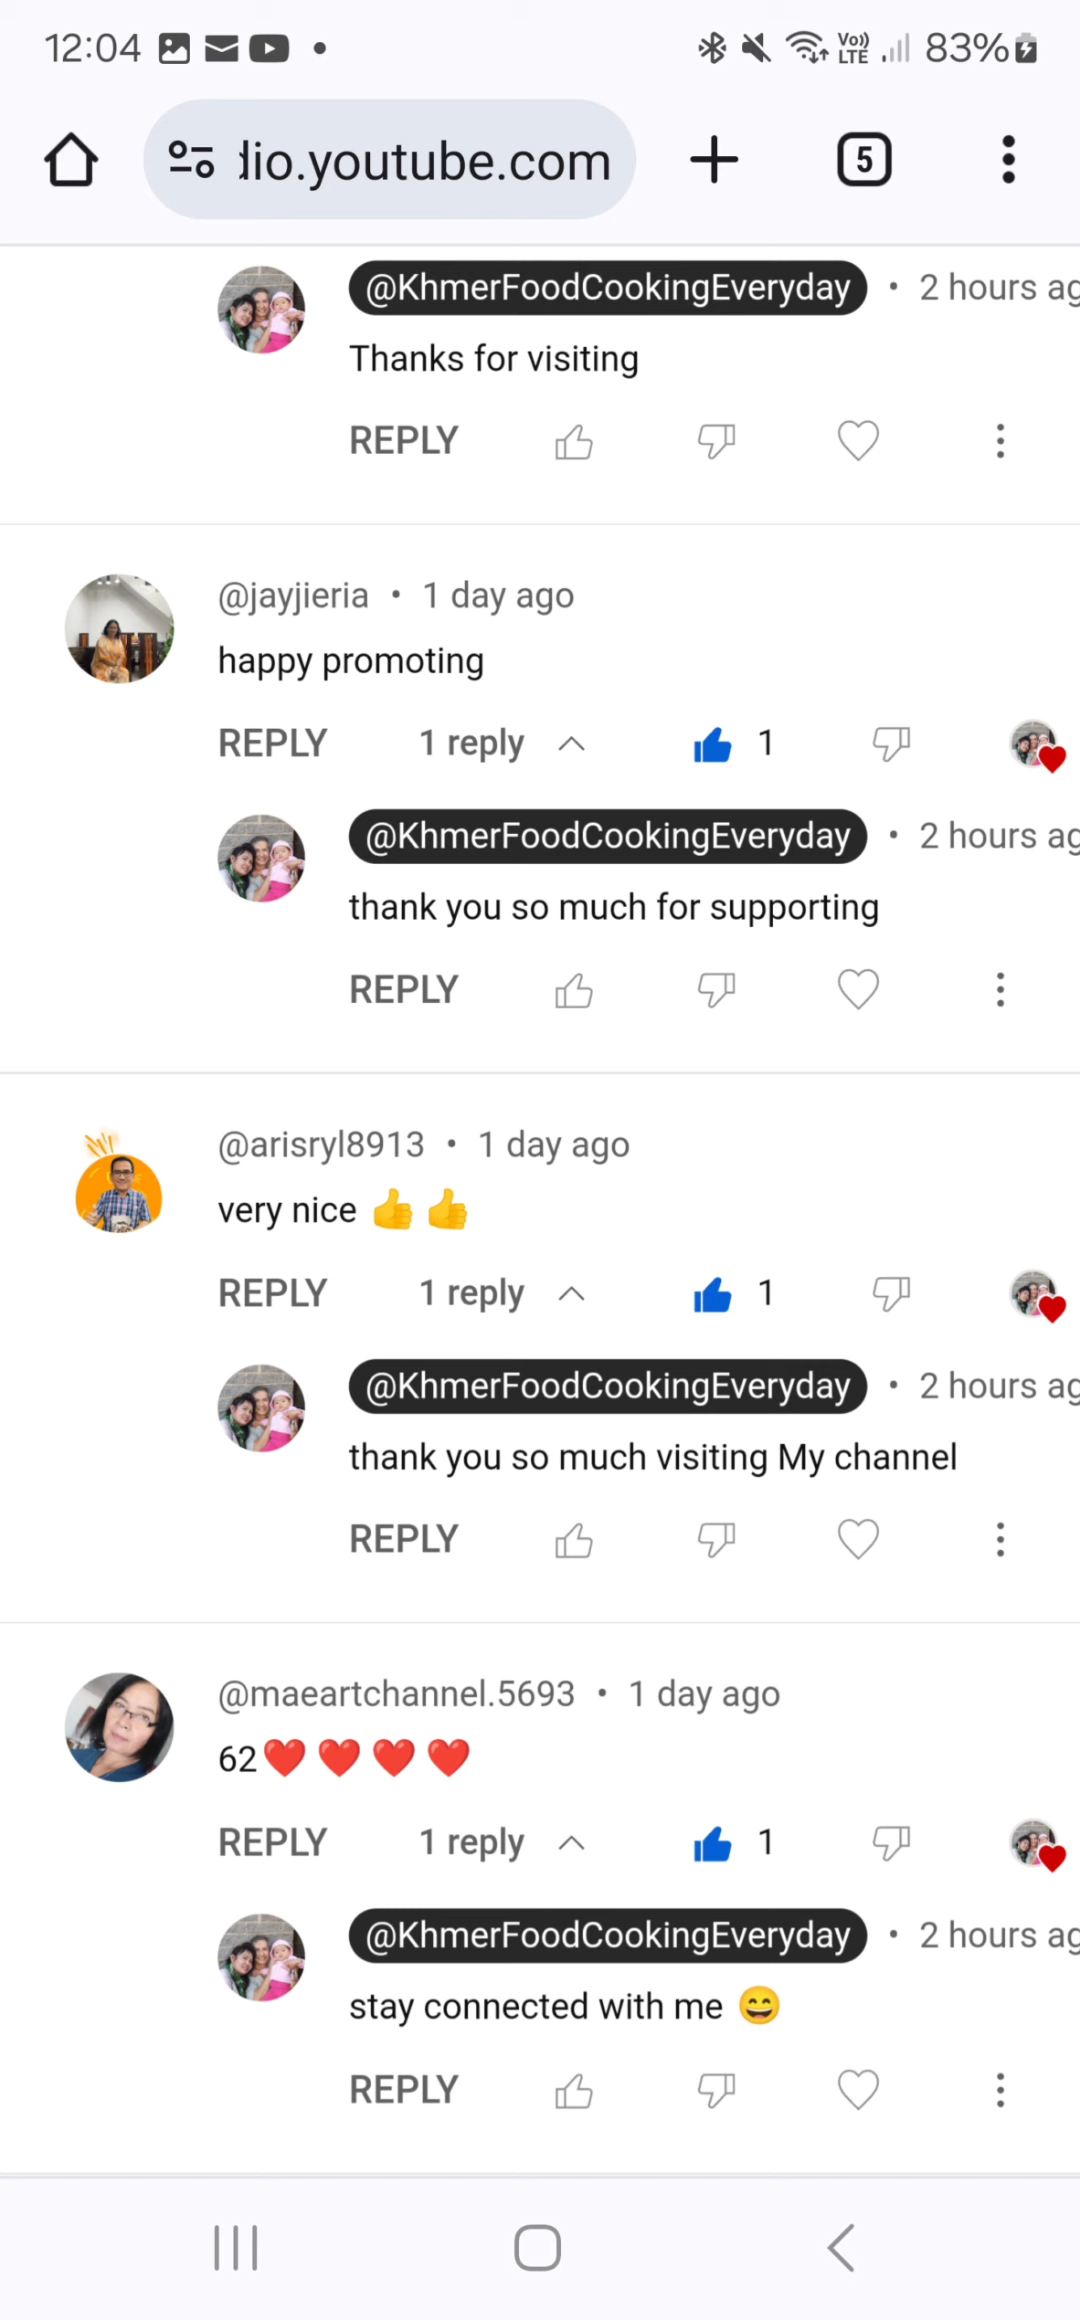 12:04 Vo)) LTE 83%
dio.youtube.com 5
@KhmerFoodCookingEveryday • 2 hours ag
Thanks for visiting
REPLY
@jayjieria • 1 day ago
happy promoting
REPLY 1 reply 1
@KhmerFoodCookingEveryday • 2 hours ag
thank you so much for supporting
REPLY
@arisryl8913 • 1 day ago
very nice 👍 👍
REPLY 1 reply 1
@KhmerFoodCookingEveryday • 2 hours ag
thank you so much visiting My channel
REPLY
@maeartchannel.5693 • 1 day ago
62❤️ ❤️ ❤️ ❤️
REPLY 1 reply 1
@KhmerFoodCookingEveryday • 2 hours ag
stay connected with me 😄
REPLY